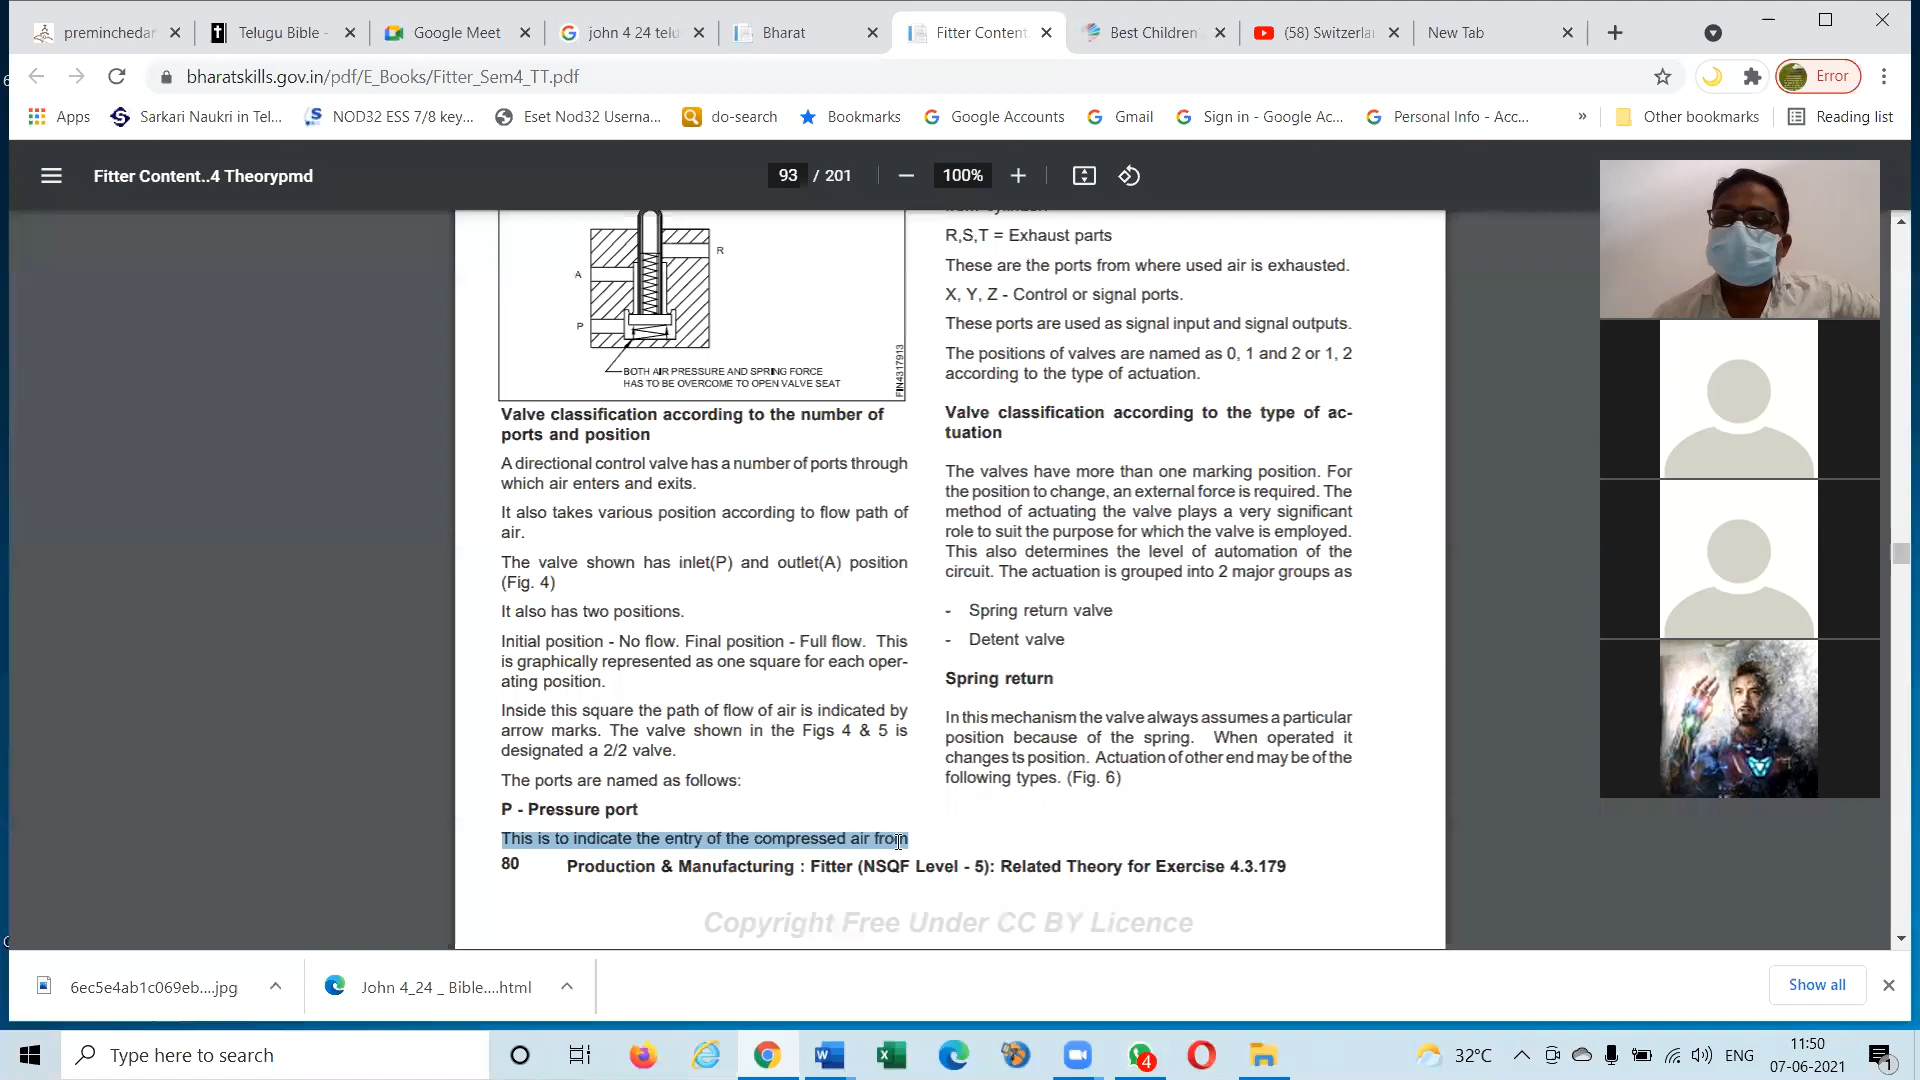 preminchedar
Telugu Bible -
Google Meet
john 4 24 telu
Bharat
Fitter Content.
Best Children
(58) Switzerlan
New Tab
bharatskills.gov.in/pdf/E_Books/Fitter_Sem4_TT.pdf
Error
Apps
Sarkari Naukri in Tel...
NOD32 ESS 7/8 key...
Eset Nod32 Userna...
do-search
Bookmarks
Google Accounts
Gmail
Sign in - Google Ac...
Personal Info - Acc...
»
Other bookmarks
Reading list
Fitter Content..4 Theorypmd
93 / 201
100%
R
A
P
BOTH AIR PRESSURE AND SPRING FORCE
HAS TO BE OVERCOME TO OPEN VALVE SEAT
FIN4317913
Valve classification according to the number of
ports and position
A directional control valve has a number of ports through
which air enters and exits.
It also takes various position according to flow path of
air.
The valve shown has inlet(P) and outlet(A) position
(Fig. 4)
It also has two positions.
Initial position - No flow. Final position - Full flow. This
is graphically represented as one square for each oper-
ating position.
Inside this square the path of flow of air is indicated by
arrow marks. The valve shown in the Figs 4 & 5 is
designated a 2/2 valve.
The ports are named as follows:
P - Pressure port
This is to indicate the entry of the compressed air from
R,S,T = Exhaust parts
These are the ports from where used air is exhausted.
X, Y, Z - Control or signal ports.
These ports are used as signal input and signal outputs.
The positions of valves are named as 0, 1 and 2 or 1, 2
according to the type of actuation.
Valve classification according to the type of ac-
tuation
The valves have more than one marking position. For
the position to change, an external force is required. The
method of actuating the valve plays a very significant
role to suit the purpose for which the valve is employed.
This also determines the level of automation of the
circuit. The actuation is grouped into 2 major groups as
- Spring return valve
- Detent valve
Spring return
In this mechanism the valve always assumes a particular
position because of the spring. When operated it
changes ts position. Actuation of other end may be of the
following types. (Fig. 6)
80 Production & Manufacturing : Fitter (NSQF Level - 5): Related Theory for Exercise 4.3.179
Copyright Free Under CC BY Licence
6ec5e4ab1c069eb....jpg
John 4_24 _ Bible....html
Show all
Type here to search
4
32°C
ENG
11:50
07-06-2021
1